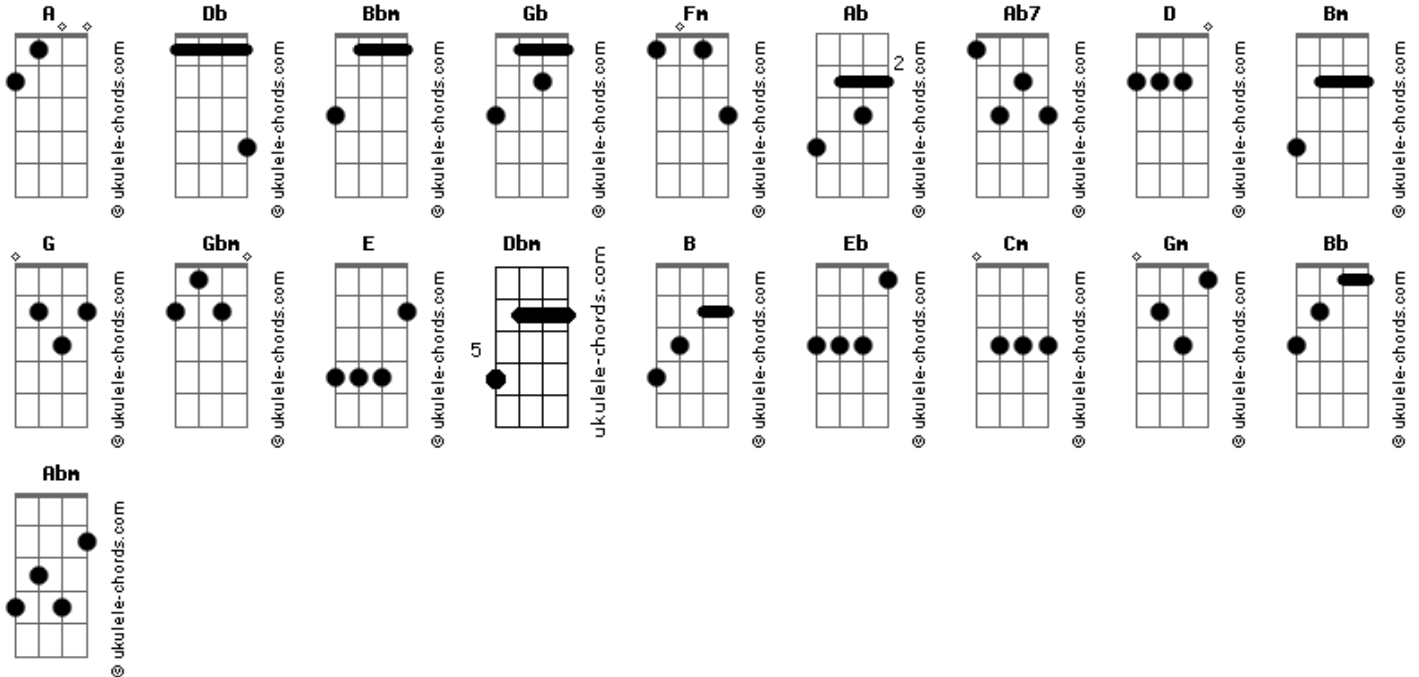 A Db Bbm Gb Fm Ab Ab7 D Bm
2
© ukulele-chords.com © ukulele-chords.com © ukulele-chords.com © ukulele-chords.com © ukulele-chords.com © ukulele-chords.com © ukulele-chords.com © ukulele-chords.com © ukulele-chords.com
G Gbm E Dbm B Eb Cm Gm Bb
5
© ukulele-chords.com © ukulele-chords.com © ukulele-chords.com ukulele-chords.com © ukulele-chords.com © ukulele-chords.com © ukulele-chords.com © ukulele-chords.com © ukulele-chords.com
Abm
© ukulele-chords.com